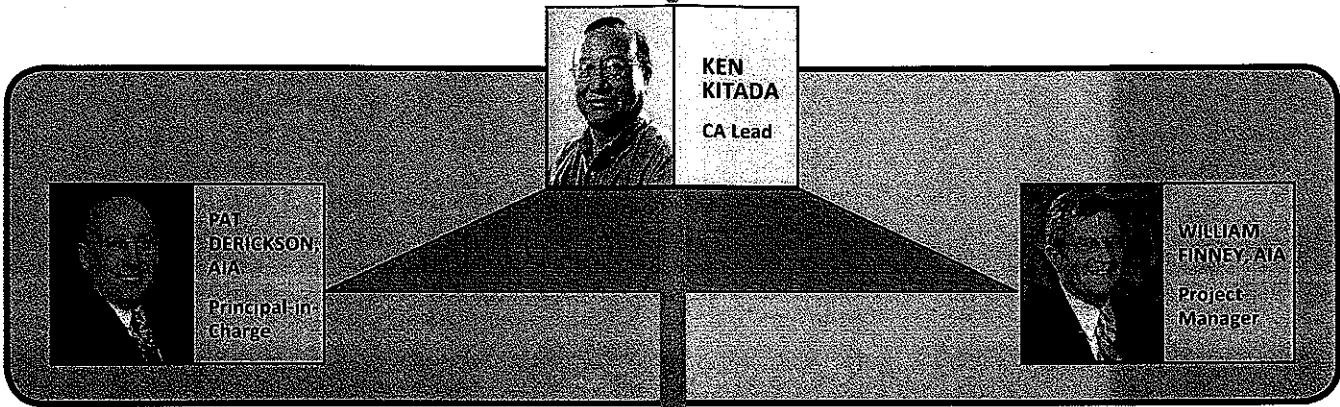 KEN
KITADA
CA Lead
PAT
DERICKSON,
AIA
Principal-in-
Charge
WILLIAM
FINNEY, AIA
Project
Manager